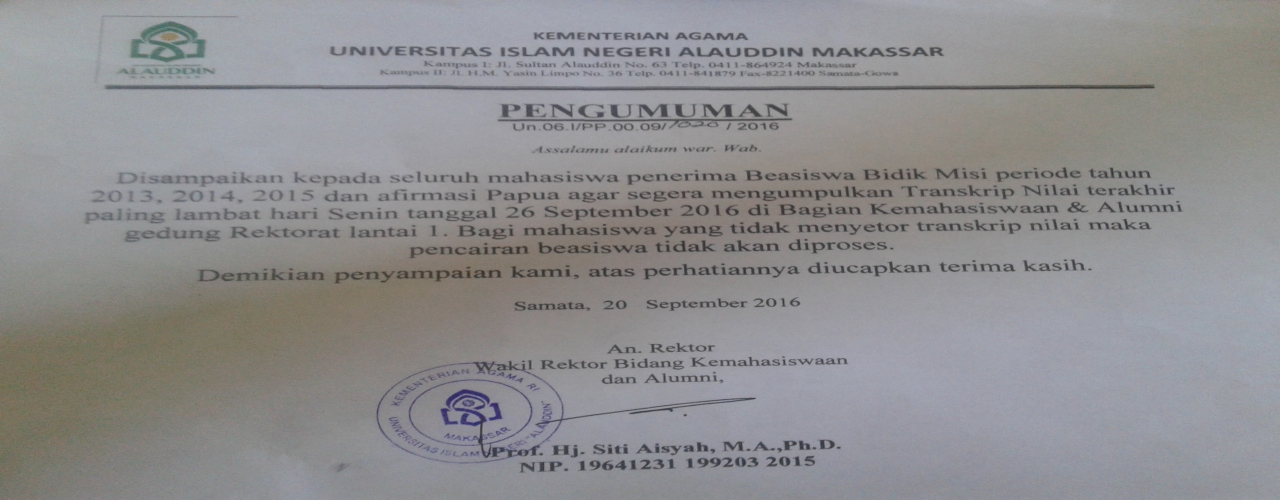 ALAUDDIN
MAKASSAR
KEMENTERIAN AGAMA
UNIVERSITAS ISLAM NEGERI ALAUDDIN MAKASSAR
Kampus I: Jl. Sultan Alauddin No. 63 Telp. 0411-864924 Makassar
Kampus II: Jl. H.M. Yasin Limpo No. 36 Telp. 0411-841879 Fax-8221400 Samata-Gowa
PENGUMUMAN
Un.06.I/PP.00.09/1020 / 2016
Assalamu alaikum war. Wab.
Disampaikan kepada seluruh mahasiswa penerima Beasiswa Bidik Misi periode tahun
2013, 2014, 2015 dan afirmasi Papua agar segera mengumpulkan Transkrip Nilai terakhir
paling lambat hari Senin tanggal 26 September 2016 di Bagian Kemahasiswaan & Alumni
gedung Rektorat lantai 1. Bagi mahasiswa yang tidak menyetor transkrip nilai maka
pencairan beasiswa tidak akan diproses.
Demikian penyampaian kami, atas perhatiannya diucapkan terima kasih.
Samata, 20 September 2016
An. Rektor
Wakil Rektor Bidang Kemahasiswaan
dan Alumni,
KEMENTERIAN AGAMA RI
UNIVERSITAS ISLAM NEGERI "ALAUDDIN"
MAKASSAR
Prof. Hj. Siti Aisyah, M.A.,Ph.D.
NIP. 19641231 199203 2015